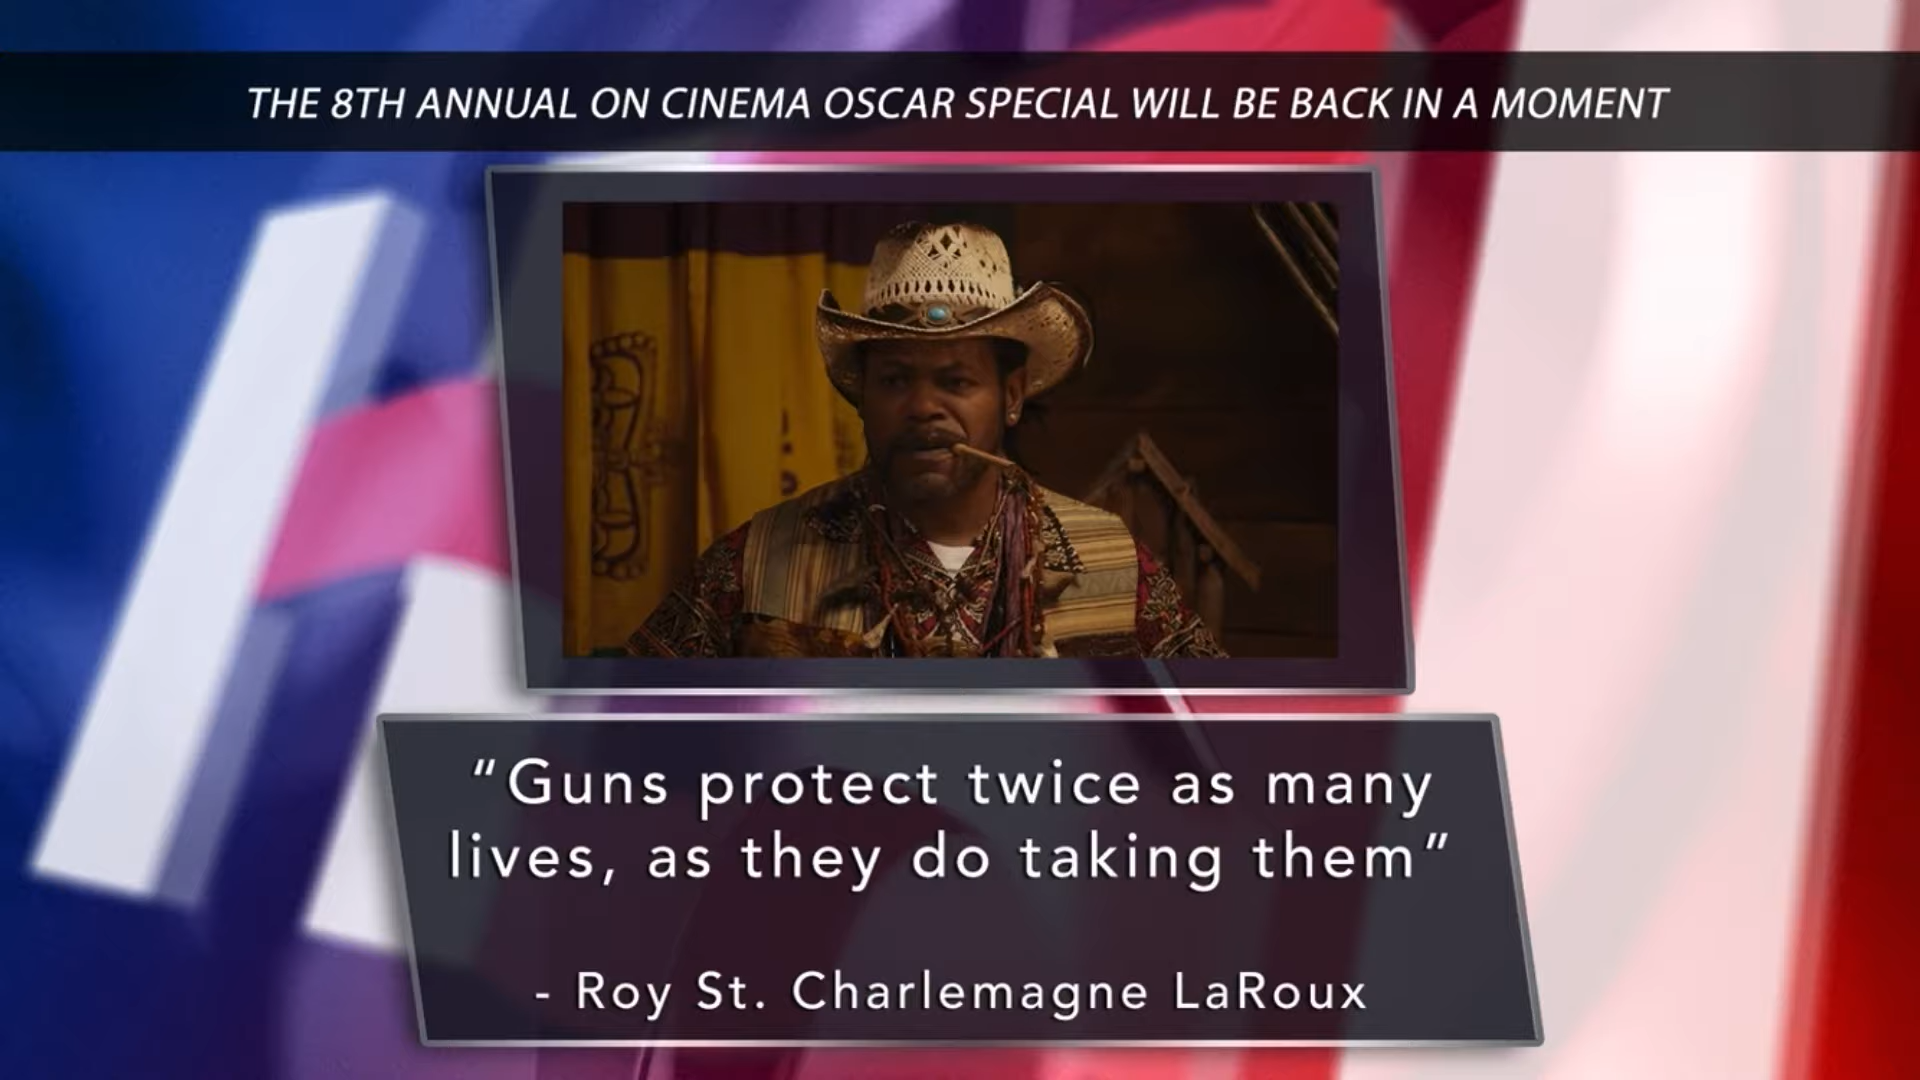 THE 8TH ANNUAL ON CINEMA OSCAR SPECIAL WILL BE BACK IN A MOMENT
“Guns protect twice as many
lives, as they do taking them”
- Roy St. Charlemagne LaRoux